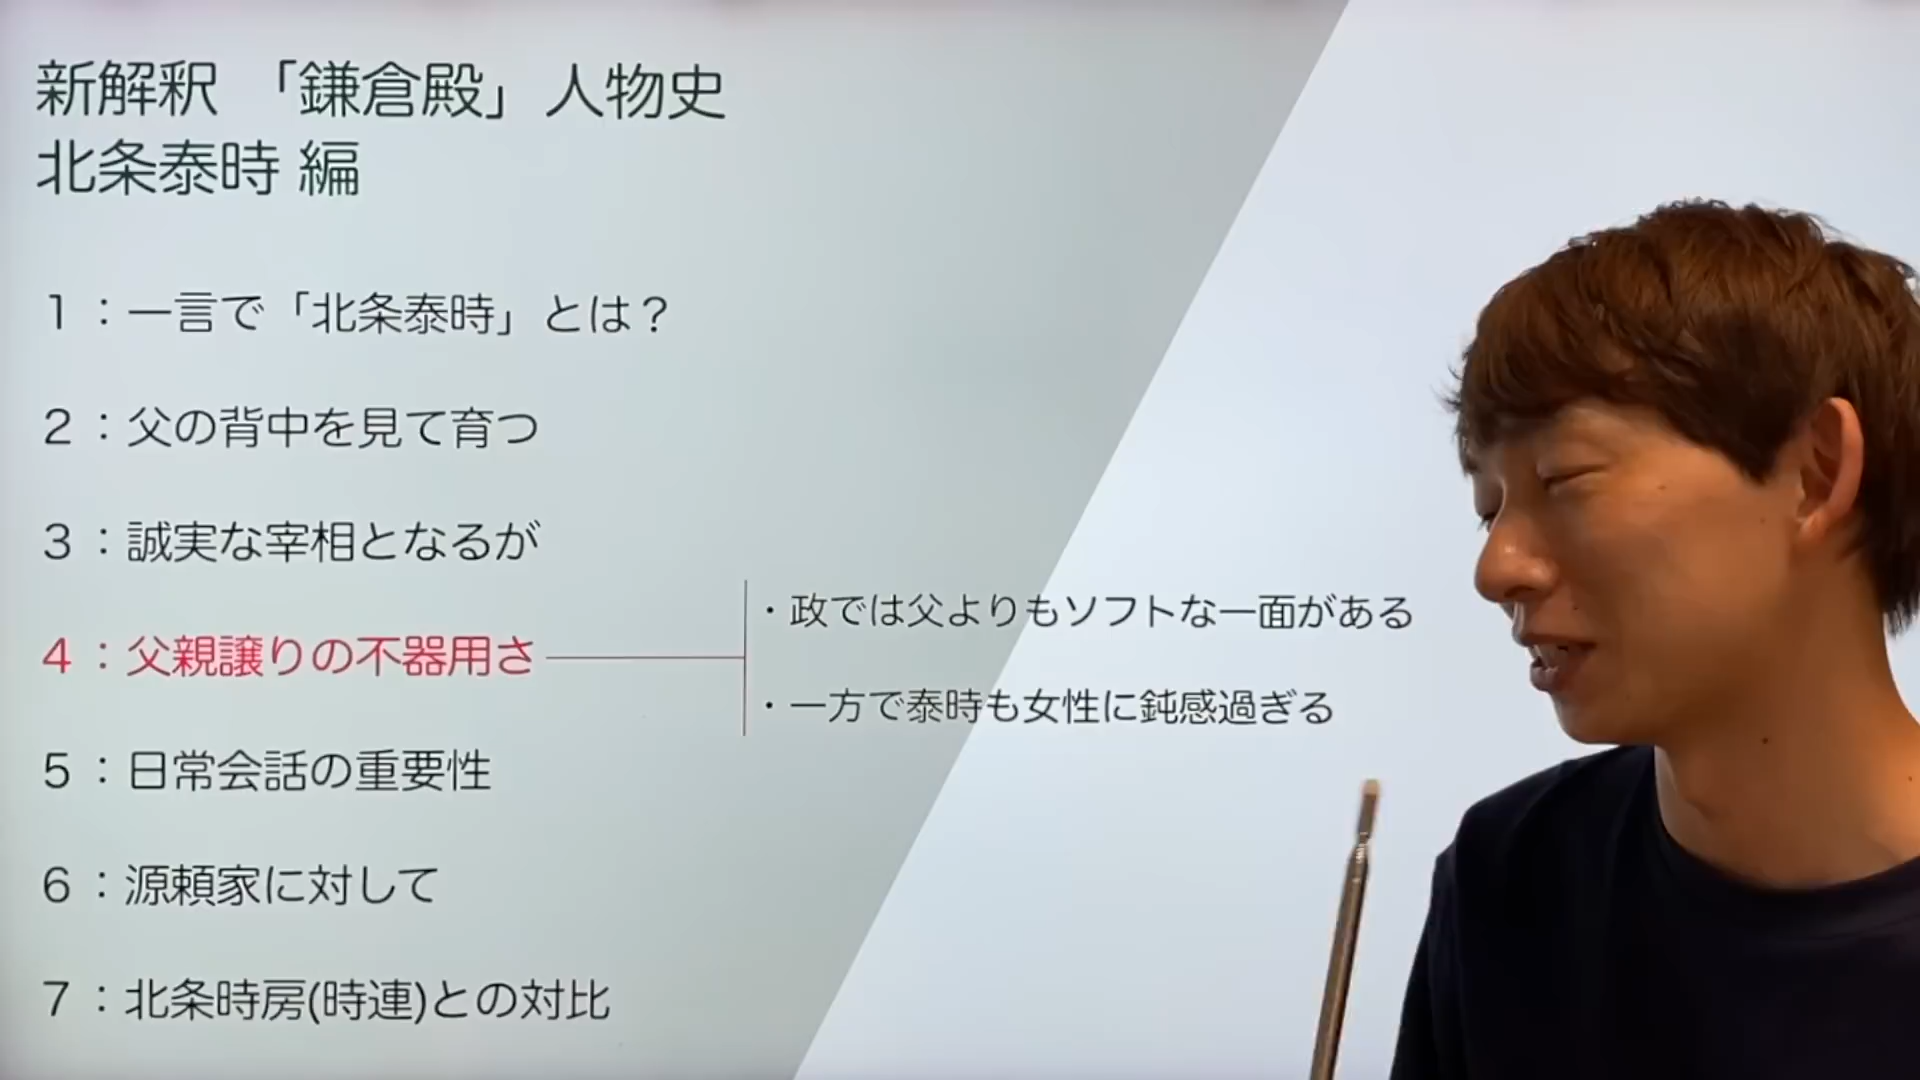 新解釈 「鎌倉殿」人物史
北条泰時 編
1：一言で「北条泰時」とは？
2：父の背中を見て育つ
3：誠実な宰相となるが
4：父親譲りの不器用さ
・政では父よりもソフトな一面がある
・一方で泰時も女性に鈍感過ぎる
5：日常会話の重要性
6：源頼家に対して
7：北条時房(時連)との対比